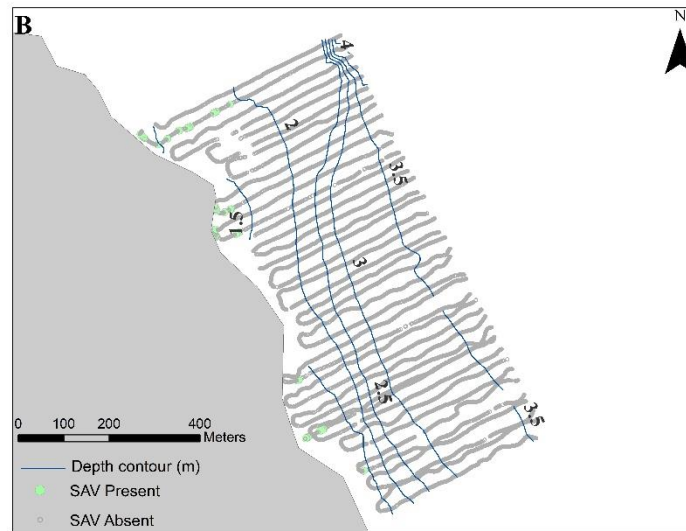 B
N
4
2
3.5
1.5
3
2.5
3.5
0 100 200 400
Meters
Depth contour (m)
SAV Present
SAV Absent